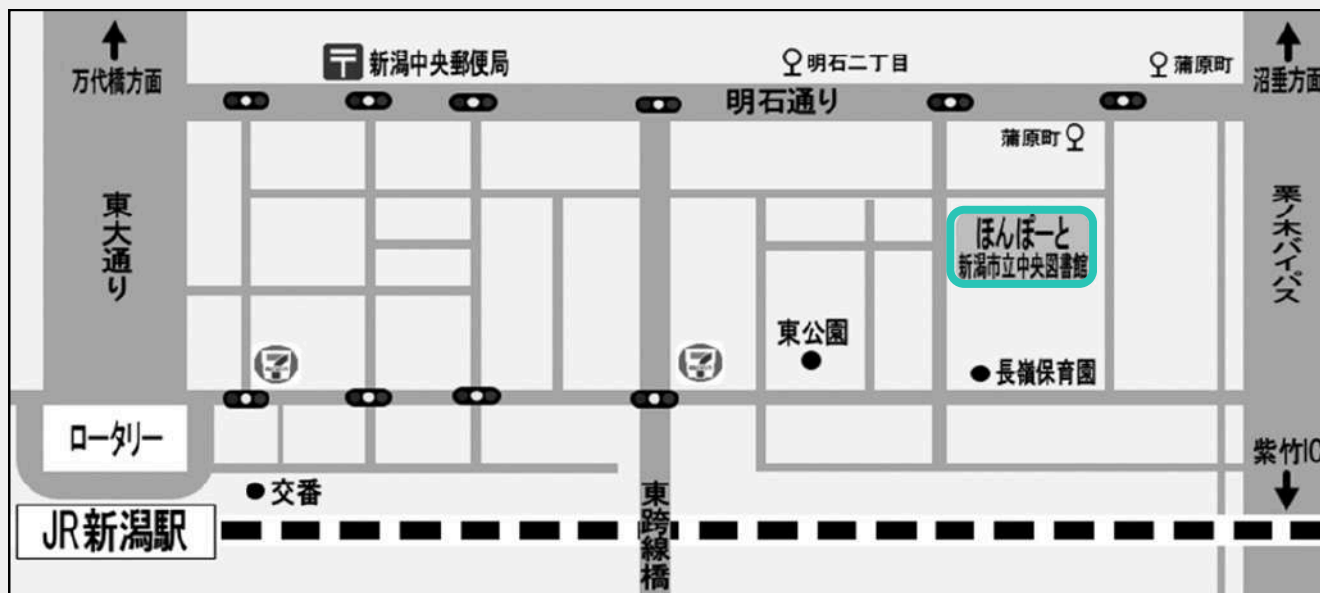 万代橋方面
〒
新潟中央郵便局
明石二丁目
蒲原町
沼垂方面
明石通り
蒲原町
東大通り
栗ノ木バイパス
ほんぽーと
新潟市立中央図書館
東公園
長嶺保育園
ロータリー
紫竹IC
交番
東跨線橋
JR新潟駅